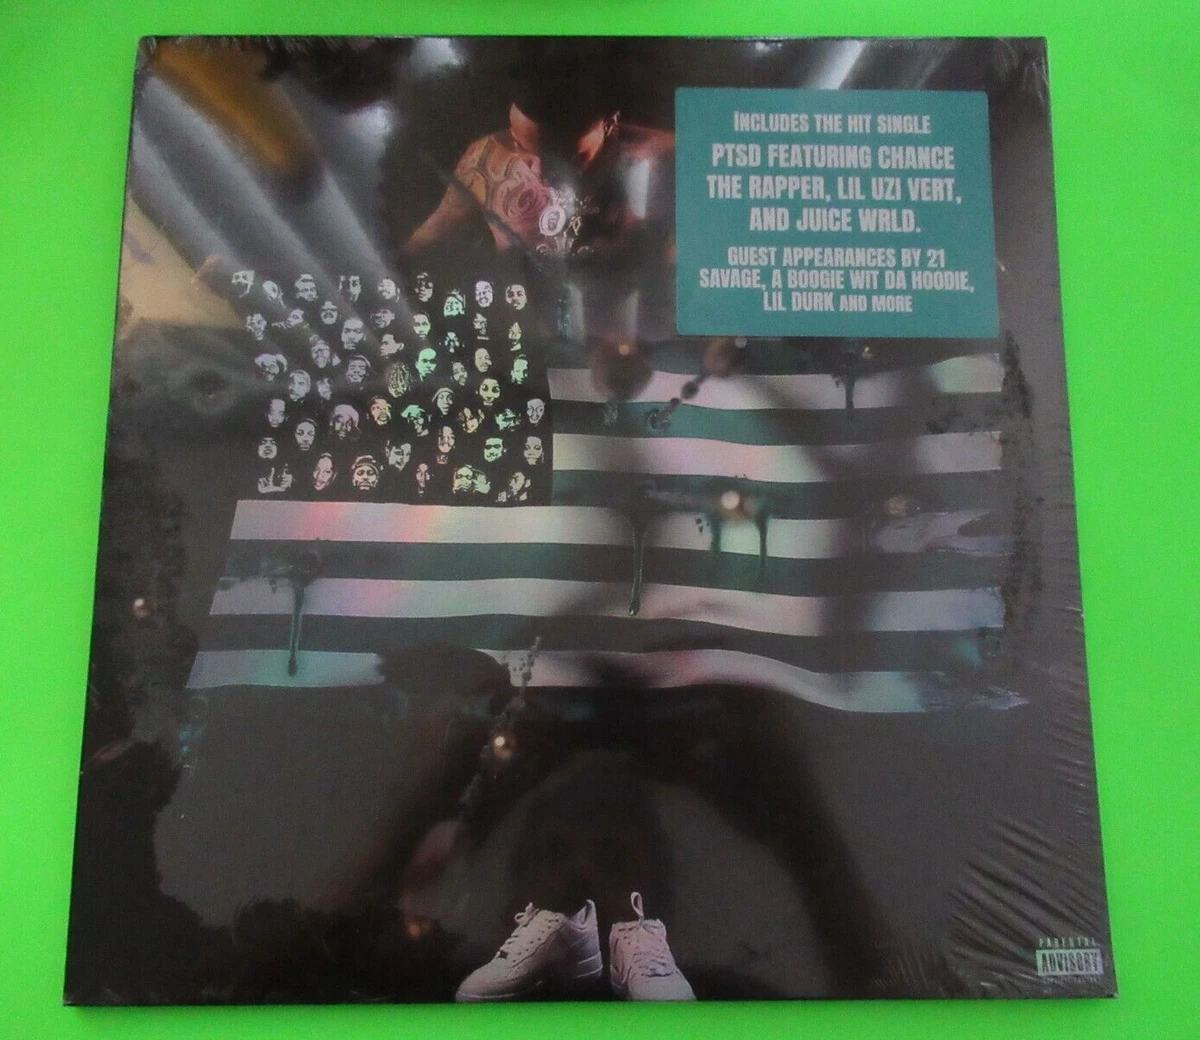 INCLUDES THE HIT SINGLE
PTSD FEATURING CHANCE
THE RAPPER, LIL UZI VERT,
AND JUICE WRLD.
GUEST APPEARANCES BY 21
SAVAGE, A BOOGIE WIT DA HOODIE,
LIL DURK AND MORE
PARENTAL
ADVISORY